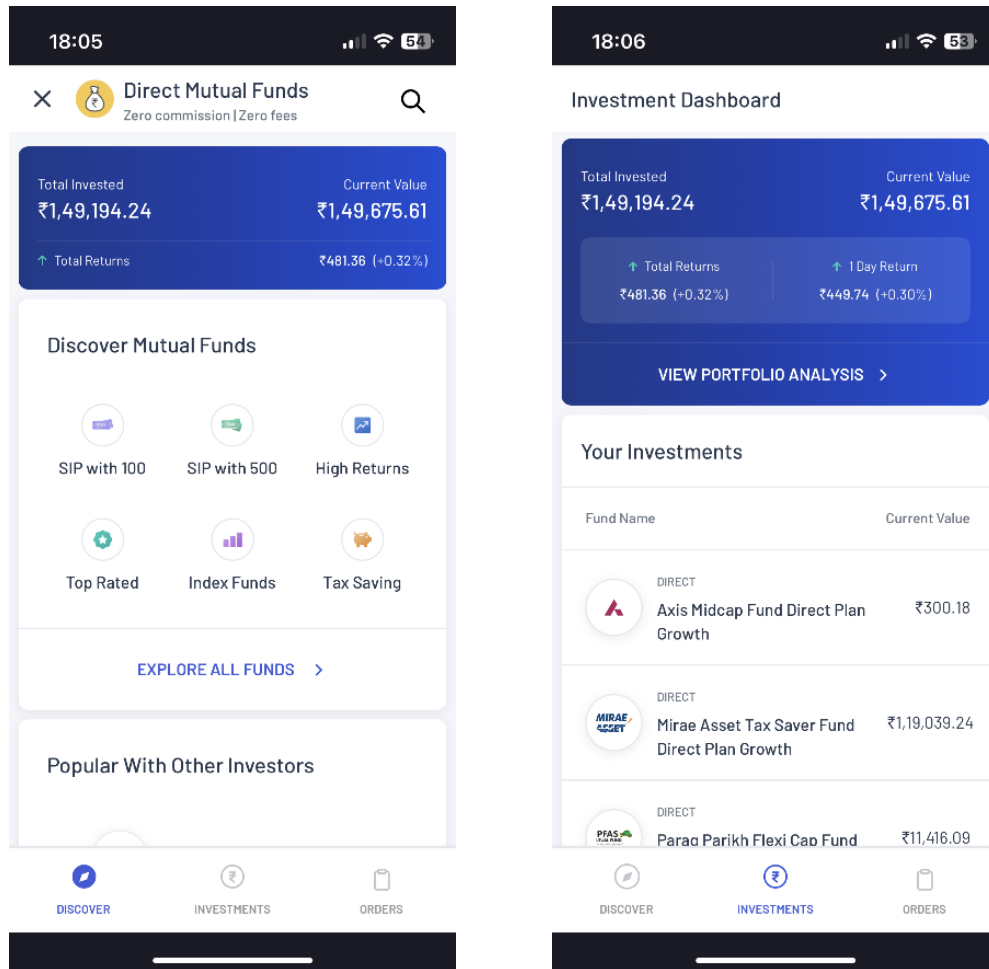 18:05
54
Direct Mutual Funds
Zero commission | Zero fees
Total Invested
Current Value
₹1,49,194.24
₹1,49,675.61
Total Returns
₹481.36 (+0.32%)
Discover Mutual Funds
SIP with 100
SIP with 500
High Returns
Top Rated
Index Funds
Tax Saving
EXPLORE ALL FUNDS
Popular With Other Investors
DISCOVER
INVESTMENTS
ORDERS
18:06
53
Investment Dashboard
Total Invested
Current Value
₹1,49,194.24
₹1,49,675.61
Total Returns
1 Day Return
₹481.36 (+0.32%)
₹449.74 (+0.30%)
VIEW PORTFOLIO ANALYSIS
Your Investments
Fund Name
Current Value
DIRECT
Axis Midcap Fund Direct Plan
Growth
₹300.18
MIRAE
ASSET
DIRECT
Mirae Asset Tax Saver Fund
Direct Plan Growth
₹1,19,039.24
PFAS
DIRECT
Parag Parikh Flexi Cap Fund
₹11,416.09
DISCOVER
INVESTMENTS
ORDERS